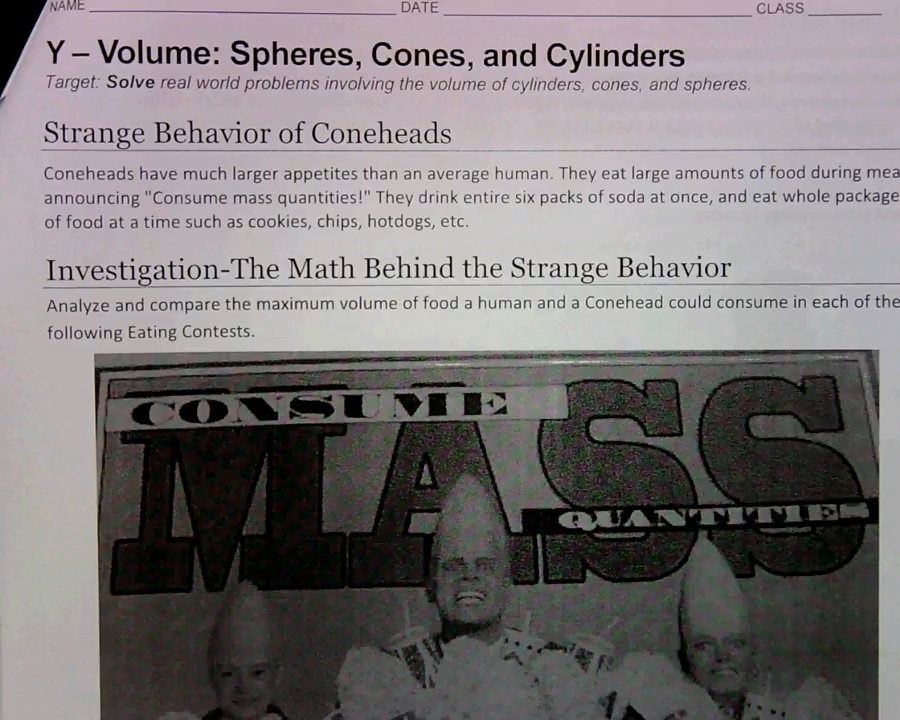 NAME DATE CLASS
Y – Volume: Spheres, Cones, and Cylinders
Target: Solve real world problems involving the volume of cylinders, cones, and spheres.
Strange Behavior of Coneheads
Coneheads have much larger appetites than an average human. They eat large amounts of food during mea
announcing "Consume mass quantities!" They drink entire six packs of soda at once, and eat whole package
of food at a time such as cookies, chips, hotdogs, etc.
Investigation-The Math Behind the Strange Behavior
Analyze and compare the maximum volume of food a human and a Conehead could consume in each of the
following Eating Contests.
CONSUME
MASS
QUANTITIES